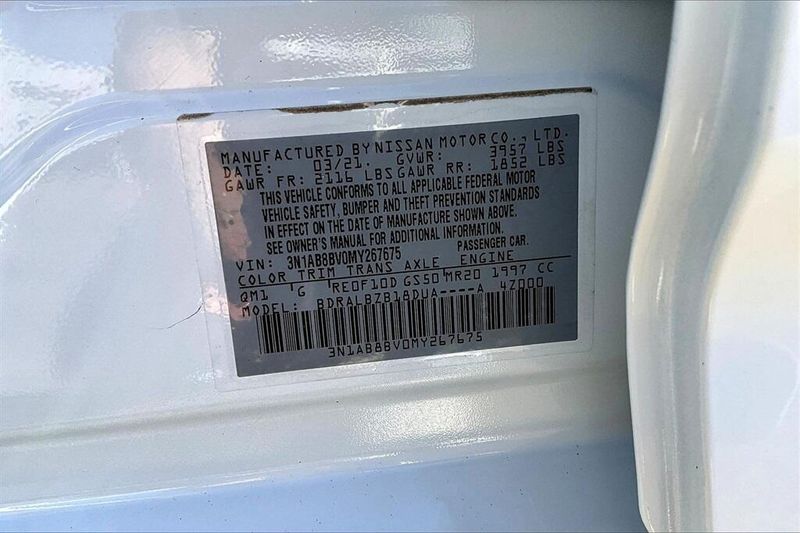 MANUFACTURED BY NISSAN MOTOR CO., LTD.
DATE: 03/21, GVWR: 3957 LBS
GAWR FR: 2116 LBS GAWR RR: 1852 LBS
THIS VEHICLE CONFORMS TO ALL APPLICABLE FEDERAL MOTOR
VEHICLE SAFETY, BUMPER AND THEFT PREVENTION STANDARDS
IN EFFECT ON THE DATE OF MANUFACTURE SHOWN ABOVE.
SEE OWNER'S MANUAL FOR ADDITIONAL INFORMATION.
VIN: 3N1AB8BV0MY267675 PASSENGER CAR.
COLOR TRIM TRANS AXLE ENGINE
QM1 G RE0F10D GS50 MR20 1997 CC
MODEL: BDRALBZB18DUA----A 4Z000
3N1AB8BV0MY267675